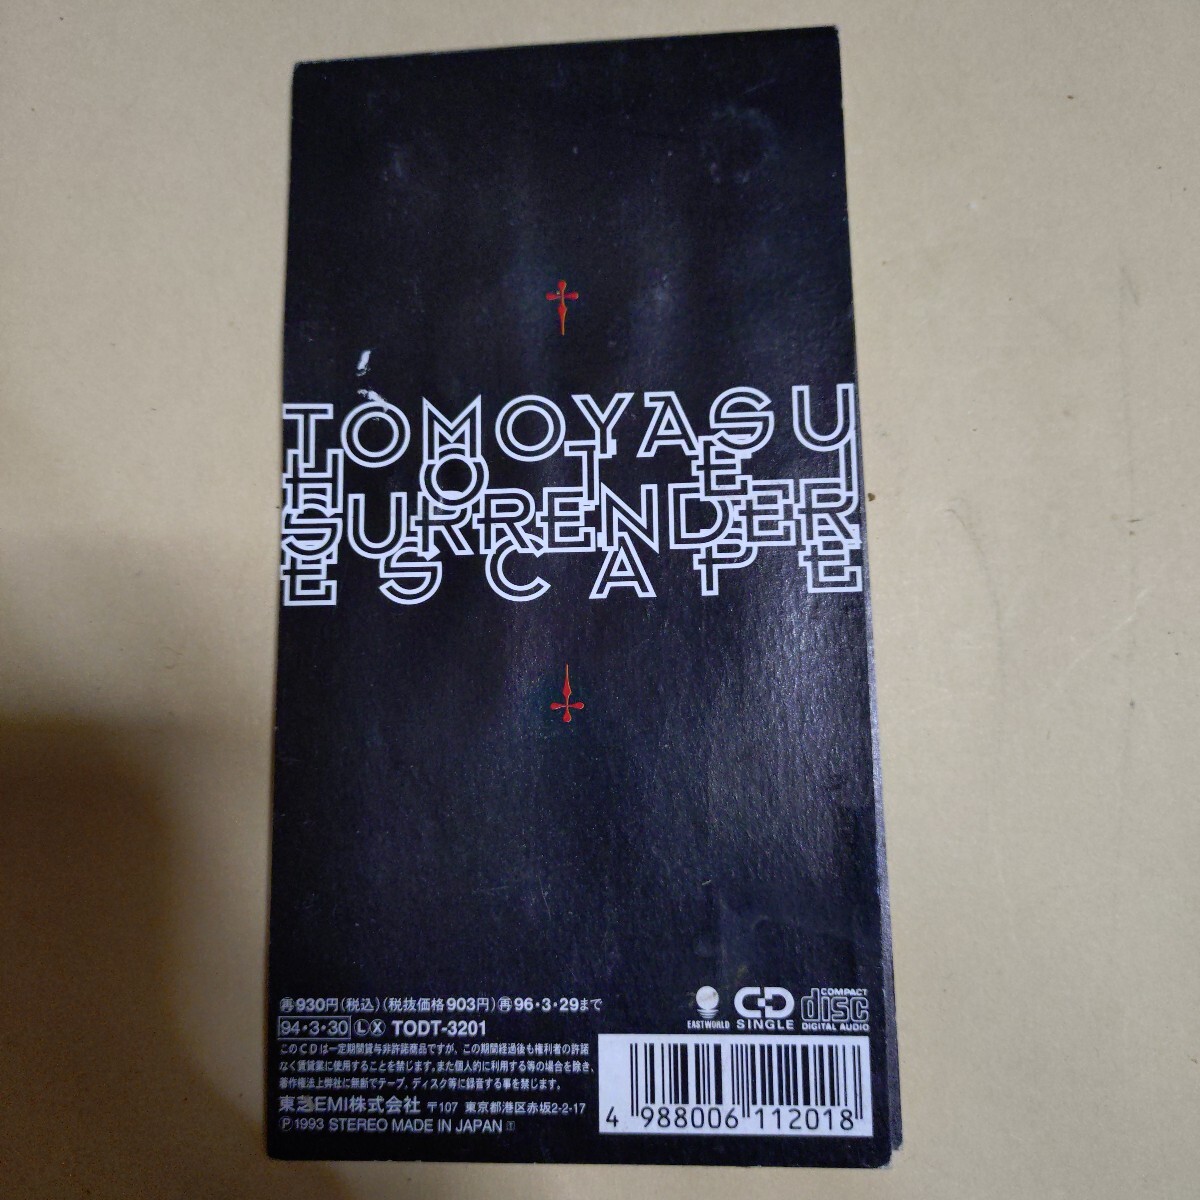 TOMOYASU
HOTEI
SURRENDER
ESCAPE
再930円(税込)(税抜価格903円)再96・3・29まで
94・3・30 L X TODT-3201
このCDは一定期間貸与非許諾商品ですが、この期間経過後も権利者の許諾
なく賃貸業に使用することを禁じます。また個人的に利用する等の場合を除き、
著作権法上弊社に無断でテープ、ディスク等に録音する事を禁じます。
東芝EMI株式会社 〒107 東京都港区赤坂2-2-17
Ⓟ1993 STEREO MADE IN JAPAN
EASTWORLD
CD SINGLE
COMPACT disc DIGITAL AUDIO
4 988006 112018